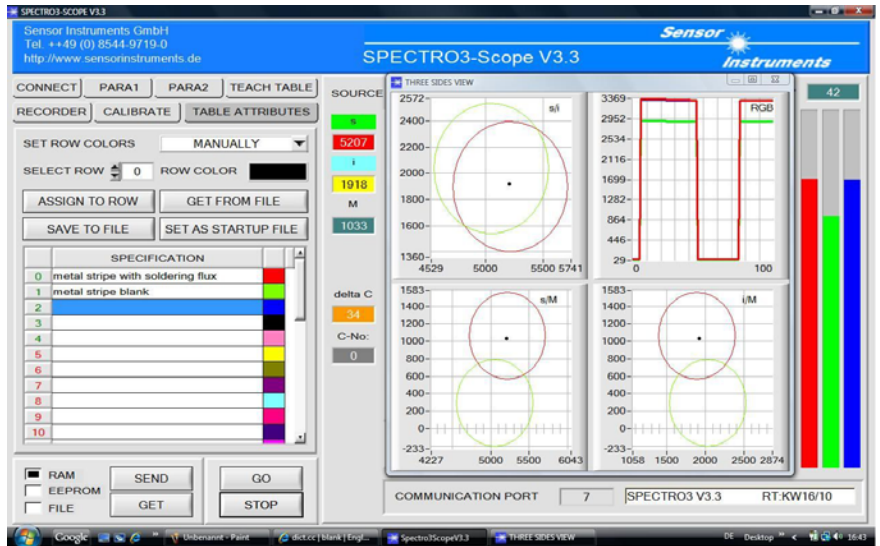 SPECTRO3-SCOPE V3.3
Sensor Instruments GmbH
Tel. ++49 (0) 8544-9719-0
http://www.sensorinstruments.de
SPECTRO3-Scope V3.3
Sensor
Instruments
CONNECT PARA1 PARA2 TEACH TABLE
RECORDER CALIBRATE TABLE ATTRIBUTES
SET ROW COLORS MANUALLY
SELECT ROW 0 ROW COLOR
ASSIGN TO ROW GET FROM FILE
SAVE TO FILE SET AS STARTUP FILE
SPECIFICATION
0 metal stripe with soldering flux
1 metal stripe blank
2
3
4
5
6
7
8
9
10
RAM
EEPROM
FILE
SEND GO
GET STOP
SOURCE
s
5207
i
1918
M
1033
delta C
34
C-No:
0
THREE SIDES VIEW
2572
2400
2200
2000
1800
1600
1360
4529 5000 5500 5741
s/i
3369
2952
2534
2116
1699
1282
864
446
29
0 100
RGB
1583
1400
1200
1000
800
600
400
200
0
-233
4227 5000 5500 6043
s/M
1583
1400
1200
1000
800
600
400
200
0
-233
1058 1500 2000 2500 2874
i/M
42
COMMUNICATION PORT 7 SPECTRO3 V3.3 RT:KW16/10
Google Unbenannt - Paint dict.cc | blank | Engl... Spectro3ScopeV3.3 THREE SIDES VIEW DE Desktop 16:43